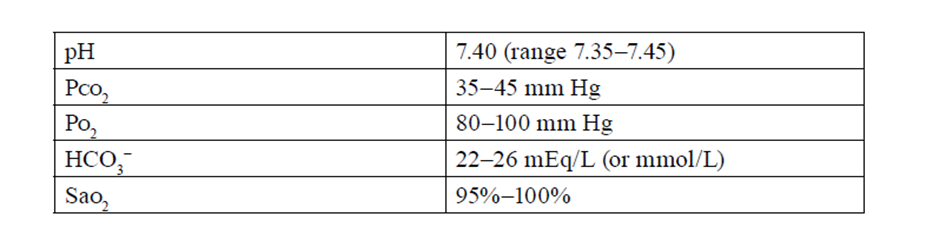 pH 7.40 (range 7.35–7.45)
Pco₂ 35–45 mm Hg
Po₂ 80–100 mm Hg
HCO₃⁻ 22–26 mEq/L (or mmol/L)
Sao₂ 95%–100%